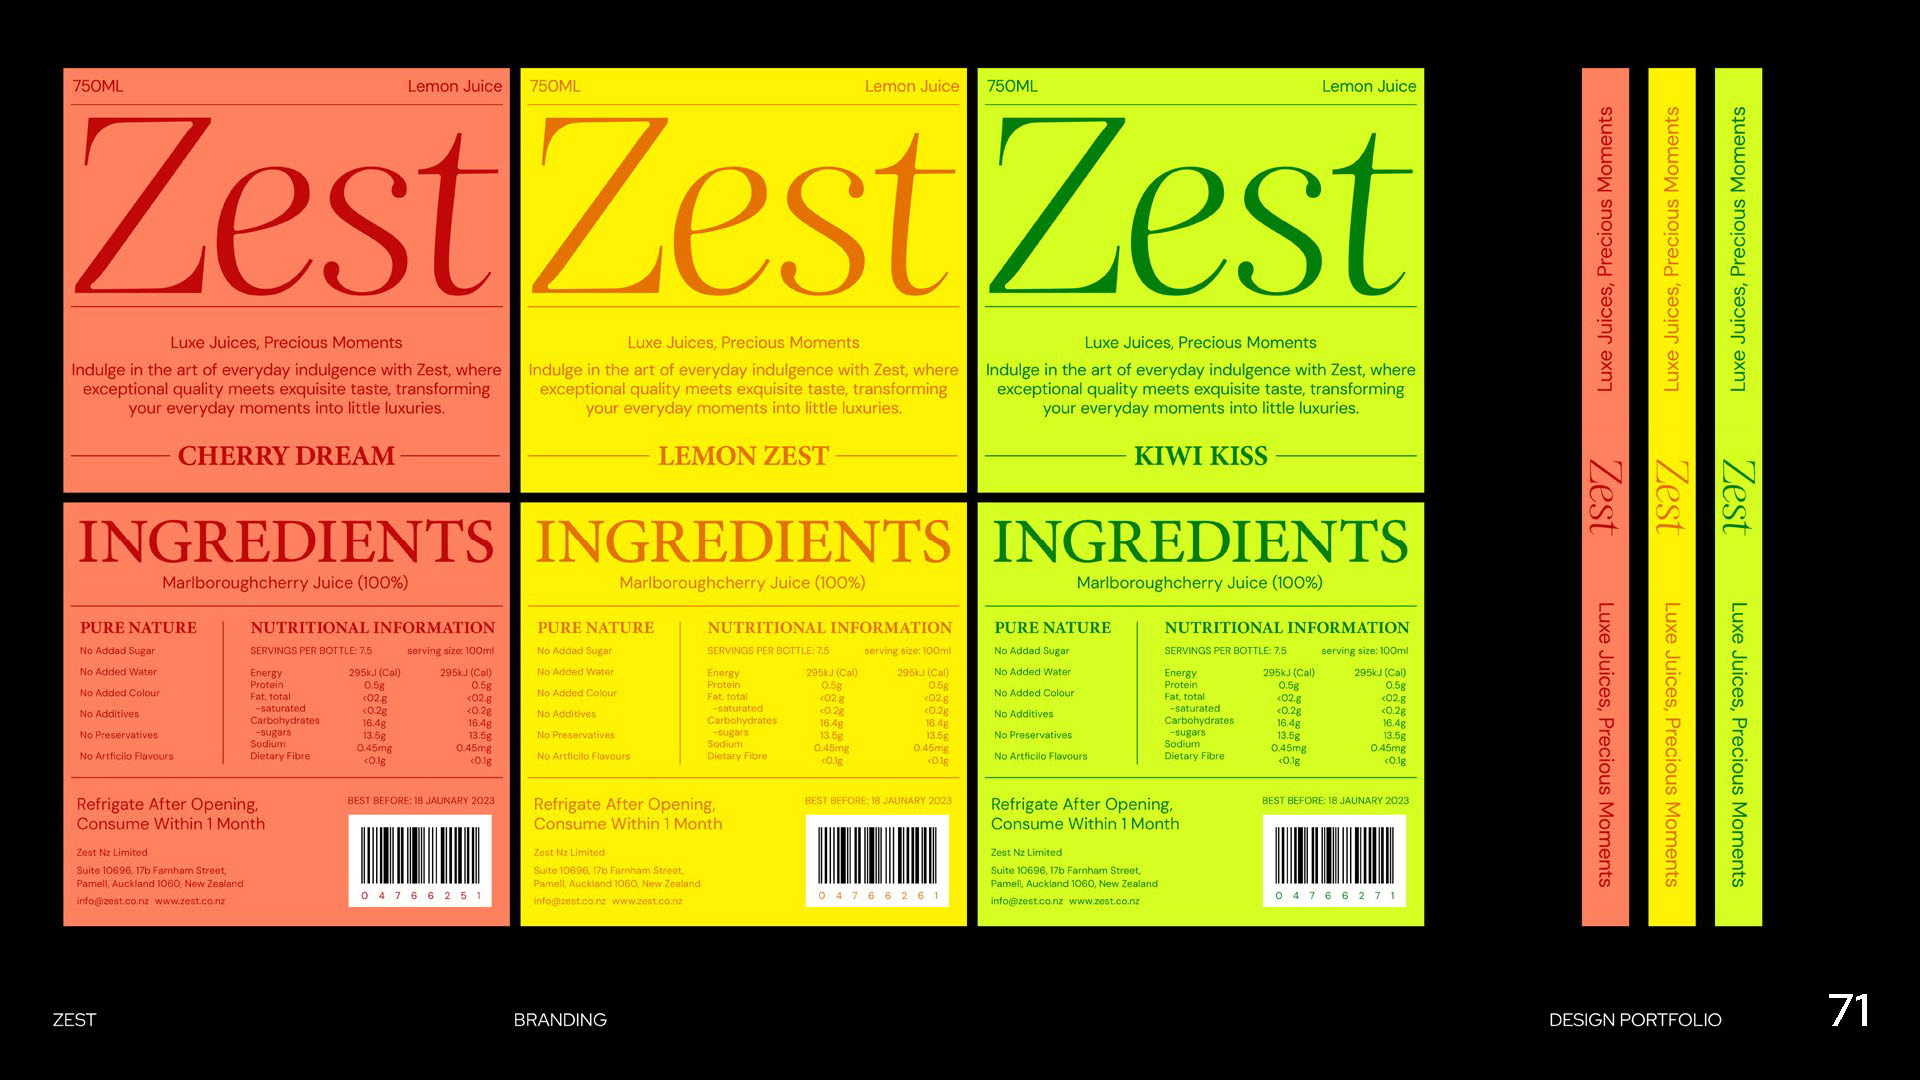 750ML Lemon Juice
Zest
Luxe Juices, Precious Moments
Indulge in the art of everyday indulgence with Zest, where
exceptional quality meets exquisite taste, transforming
your everyday moments into little luxuries.
CHERRY DREAM
750ML Lemon Juice
Zest
Luxe Juices, Precious Moments
Indulge in the art of everyday indulgence with Zest, where
exceptional quality meets exquisite taste, transforming
your everyday moments into little luxuries.
LEMON ZEST
750ML Lemon Juice
Zest
Luxe Juices, Precious Moments
Indulge in the art of everyday indulgence with Zest, where
exceptional quality meets exquisite taste, transforming
your everyday moments into little luxuries.
KIWI KISS
INGREDIENTS
Marlboroughcherry Juice (100%)
PURE NATURE
No Addad Sugar
No Added Water
No Added Colour
No Additives
No Preservatives
No Artficilo Flavours
NUTRITIONAL INFORMATION
SERVINGS PER BOTTLE: 7.5 serving size: 100ml
Energy 295kJ (Cal) 295kJ (Cal)
Protein 0.5g 0.5g
Fat, total <02.g <02.g
-saturated <0.2g <0.2g
Carbohydrates 16.4g 16.4g
-sugars 13.5g 13.5g
Sodium 0.45mg 0.45mg
Dietary Fibre <0.1g <0.1g
Refrigate After Opening,
Consume Within 1 Month
Zest Nz Limited
Suite 10696, 17b Farnham Street,
Parnell, Auckland 1060, New Zealand
info@zest.co.nz www.zest.co.nz
BEST BEFORE: 18 JAUNARY 2023
0 4 7 6 6 2 5 1
INGREDIENTS
Marlboroughcherry Juice (100%)
PURE NATURE
No Addad Sugar
No Added Water
No Added Colour
No Additives
No Preservatives
No Artficilo Flavours
NUTRITIONAL INFORMATION
SERVINGS PER BOTTLE: 7.5 serving size: 100ml
Energy 295kJ (Cal) 295kJ (Cal)
Protein 0.5g 0.5g
Fat, total <02.g <02.g
-saturated <0.2g <0.2g
Carbohydrates 16.4g 16.4g
-sugars 13.5g 13.5g
Sodium 0.45mg 0.45mg
Dietary Fibre <0.1g <0.1g
Refrigate After Opening,
Consume Within 1 Month
Zest Nz Limited
Suite 10696, 17b Farnham Street,
Parnell, Auckland 1060, New Zealand
info@zest.co.nz www.zest.co.nz
BEST BEFORE: 18 JAUNARY 2023
0 4 7 6 6 2 6 1
INGREDIENTS
Marlboroughcherry Juice (100%)
PURE NATURE
No Addad Sugar
No Added Water
No Added Colour
No Additives
No Preservatives
No Artficilo Flavours
NUTRITIONAL INFORMATION
SERVINGS PER BOTTLE: 7.5 serving size: 100ml
Energy 295kJ (Cal) 295kJ (Cal)
Protein 0.5g 0.5g
Fat, total <02.g <02.g
-saturated <0.2g <0.2g
Carbohydrates 16.4g 16.4g
-sugars 13.5g 13.5g
Sodium 0.45mg 0.45mg
Dietary Fibre <0.1g <0.1g
Refrigate After Opening,
Consume Within 1 Month
Zest Nz Limited
Suite 10696, 17b Farnham Street,
Parnell, Auckland 1060, New Zealand
info@zest.co.nz www.zest.co.nz
BEST BEFORE: 18 JAUNARY 2023
0 4 7 6 6 2 7 1
Luxe Juices, Precious Moments
Zest
Luxe Juices, Precious Moments
Luxe Juices, Precious Moments
Zest
Luxe Juices, Precious Moments
Luxe Juices, Precious Moments
Zest
Luxe Juices, Precious Moments
ZEST
BRANDING
DESIGN PORTFOLIO
71